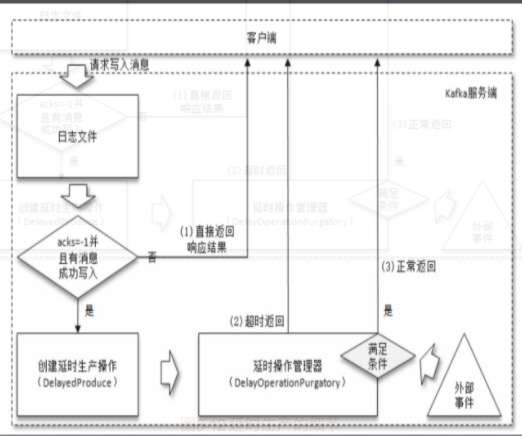 客户端
请求写入消息
Kafka服务端
日志文件
acks=-1并
且有消息
成功写入
否
(1)直接返回
响应结果
(3)正常返回
是
(2)超时返回
是
创建延时生产操作
(DelayedProduce)
延时操作管理器
(DelayOperationPurgatory)
满足
条件
外部
事件